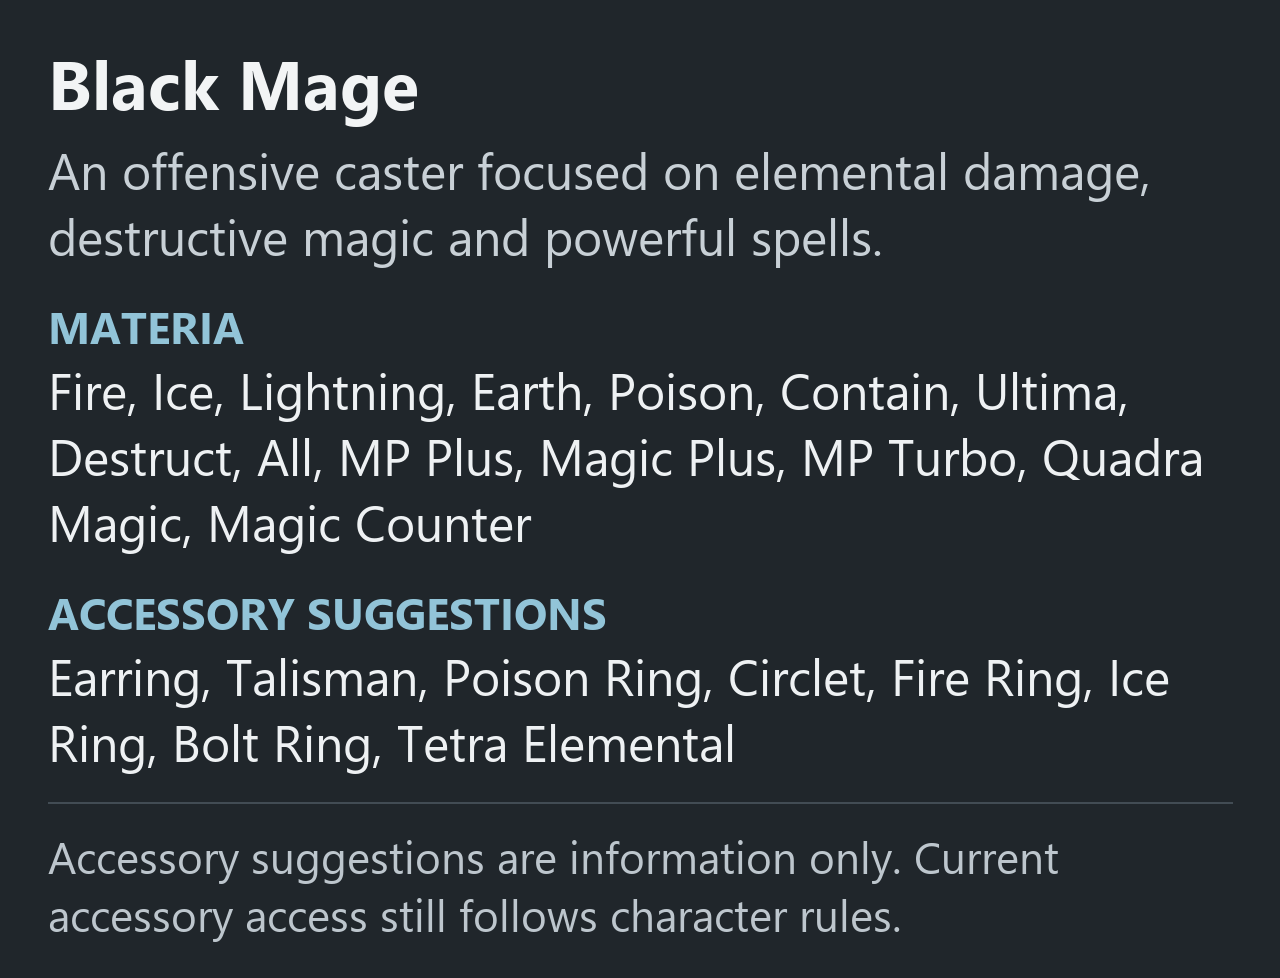 Black Mage
An offensive caster focused on elemental damage,
destructive magic and powerful spells.
MATERIA
Fire, Ice, Lightning, Earth, Poison, Contain, Ultima,
Destruct, All, MP Plus, Magic Plus, MP Turbo, Quadra
Magic, Magic Counter
ACCESSORY SUGGESTIONS
Earring, Talisman, Poison Ring, Circlet, Fire Ring, Ice
Ring, Bolt Ring, Tetra Elemental
Accessory suggestions are information only. Current
accessory access still follows character rules.